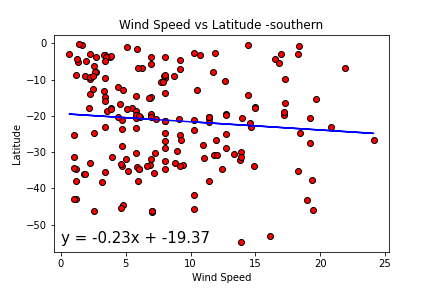 Wind Speed vs Latitude -southern
0
−10
−20
−30
−40
−50
Latitude
y = -0.23x + -19.37
0 5 10 15 20 25
Wind Speed